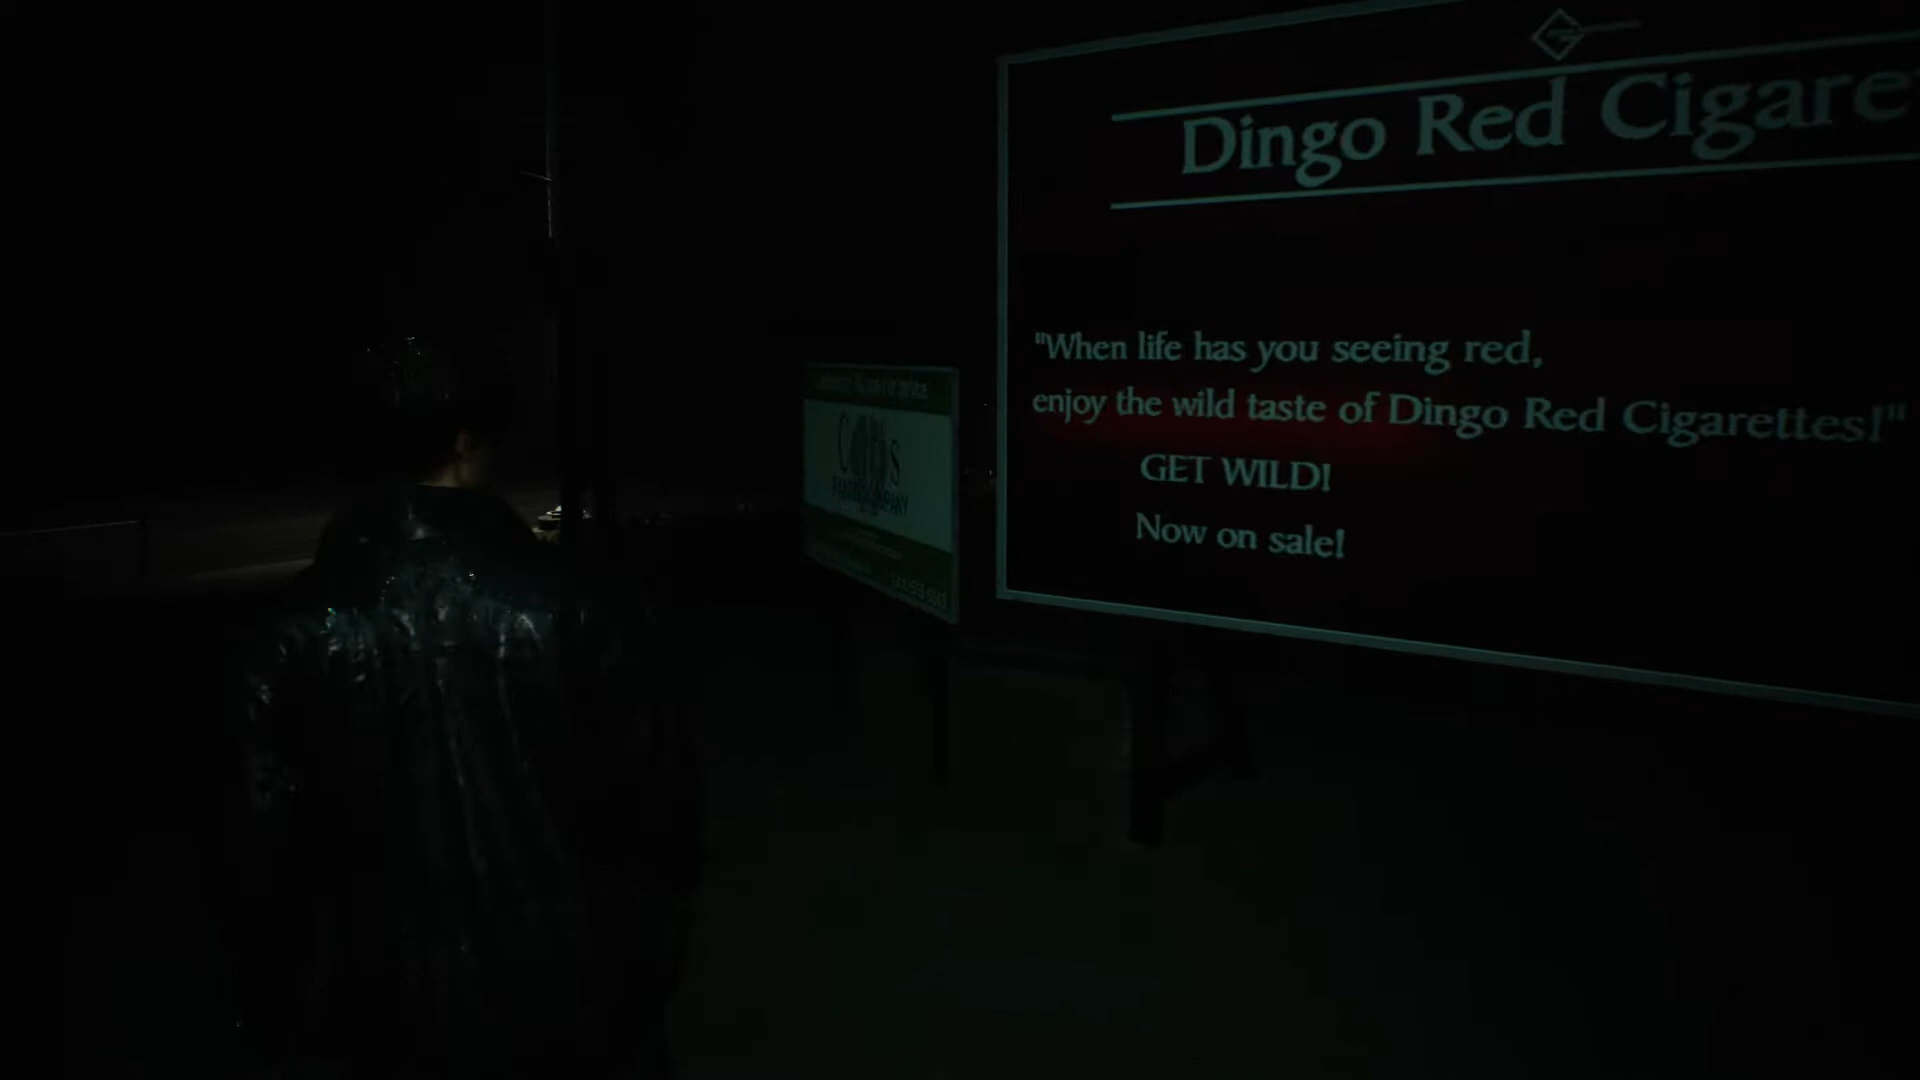 Dingo Red Cigare
"When life has you seeing red,
enjoy the wild taste of Dingo Red Cigarettes!"
GET WILD!
Now on sale!